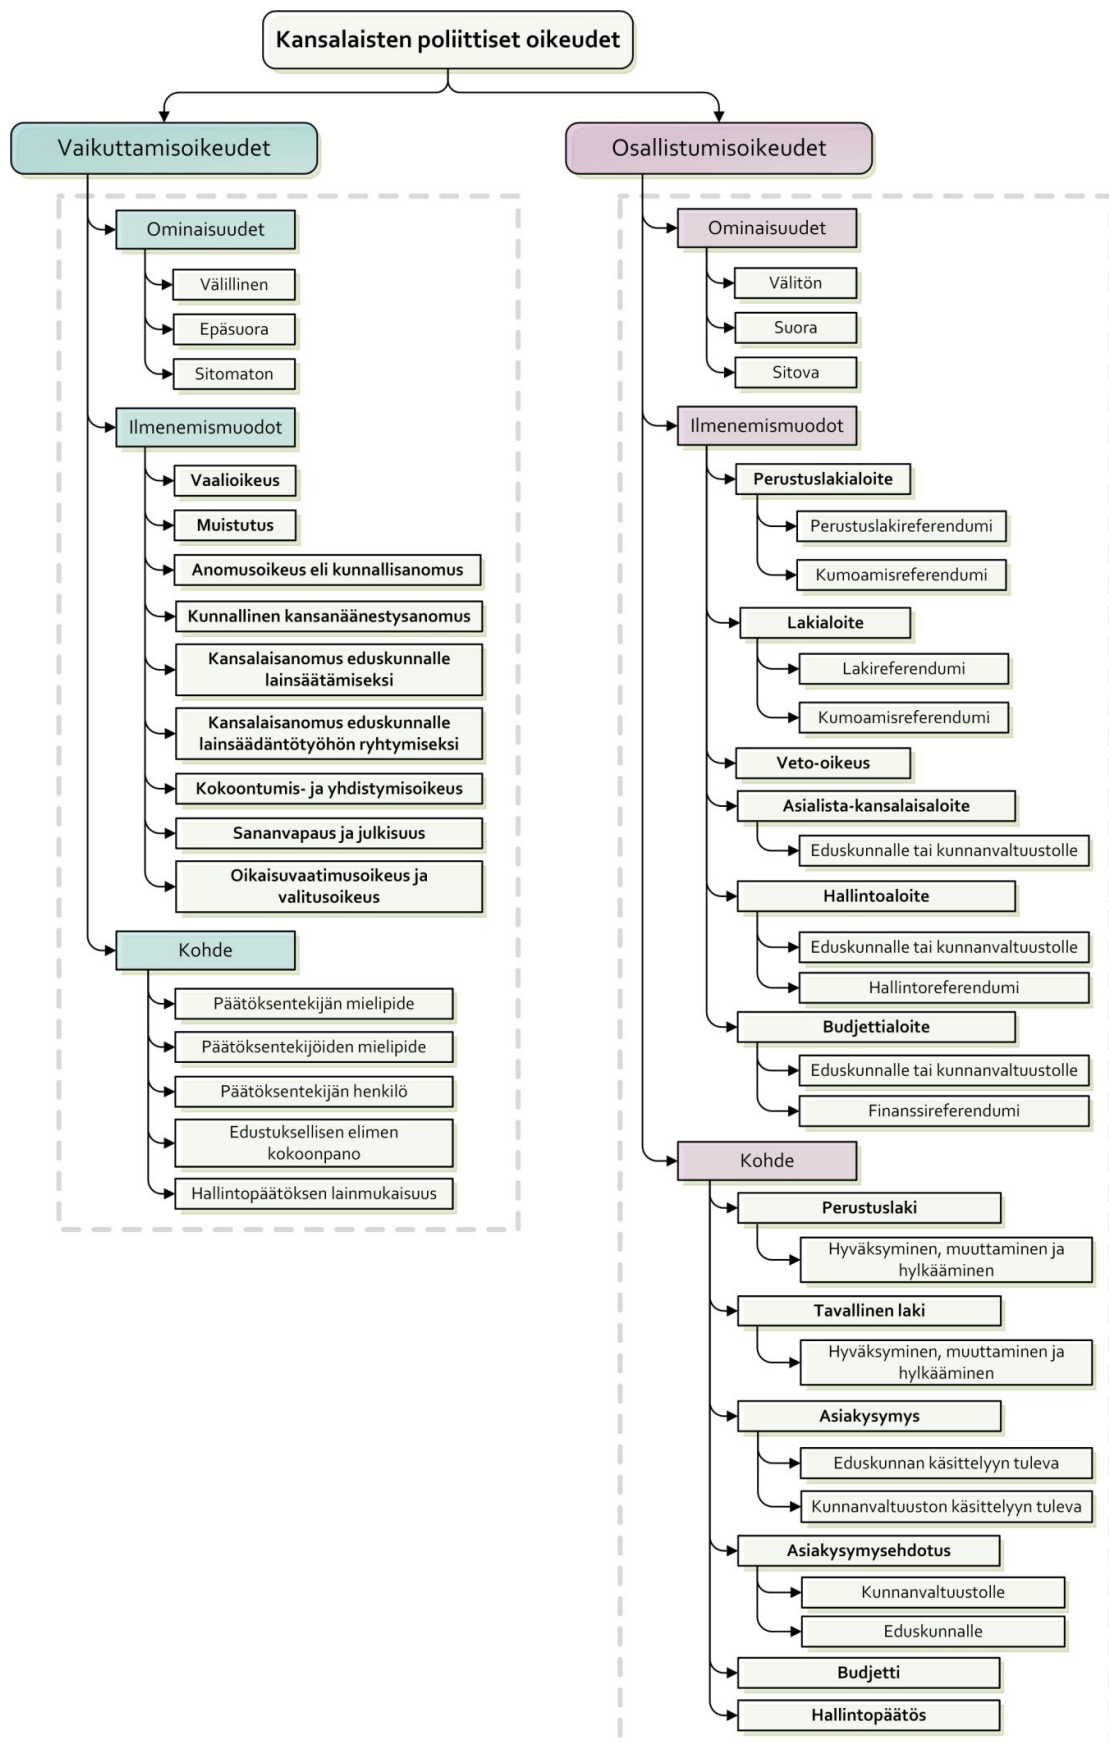 Kansalaisten poliittiset oikeudet
Vaikuttamisoikeudet
Ominaisuudet
Välillinen
Epäsuora
Sitomaton
Ilmenemismuodot
Vaalioikeus
Muistutus
Anomusoikeus eli kunnallisanomus
Kunnallinen kansanäänestysanomus
Kansalaisanomus eduskunnalle
lainsäätämiseksi
Kansalaisanomus eduskunnalle
lainsäädäntötyöhön ryhtymiseksi
Kokoontumis- ja yhdistymisoikeus
Sananvapaus ja julkisuus
Oikaisuvaatimusoikeus ja
valitusoikeus
Kohde
Päätöksentekijän mielipide
Päätöksentekijöiden mielipide
Päätöksentekijän henkilö
Edustuksellisen elimen
kokoonpano
Hallintopäätöksen lainmukaisuus
Osallistumisoikeudet
Ominaisuudet
Välitön
Suora
Sitova
Ilmenemismuodot
Perustuslakialoite
Perustuslakireferendumi
Kumoamisreferendumi
Lakialoite
Lakireferendumi
Kumoamisreferendumi
Veto-oikeus
Asialista-kansalaisaloite
Eduskunnalle tai kunnanvaltuustolle
Hallintoaloite
Eduskunnalle tai kunnanvaltuustolle
Hallintoreferendumi
Budjettialoite
Eduskunnalle tai kunnanvaltuustolle
Finanssireferendumi
Kohde
Perustuslaki
Hyväksyminen, muuttaminen ja
hylkääminen
Tavallinen laki
Hyväksyminen, muuttaminen ja
hylkääminen
Asiakysymys
Eduskunnan käsittelyyn tuleva
Kunnanvaltuuston käsittelyyn tuleva
Asiakysymysehdotus
Kunnanvaltuustolle
Eduskunnalle
Budjetti
Hallintopäätös